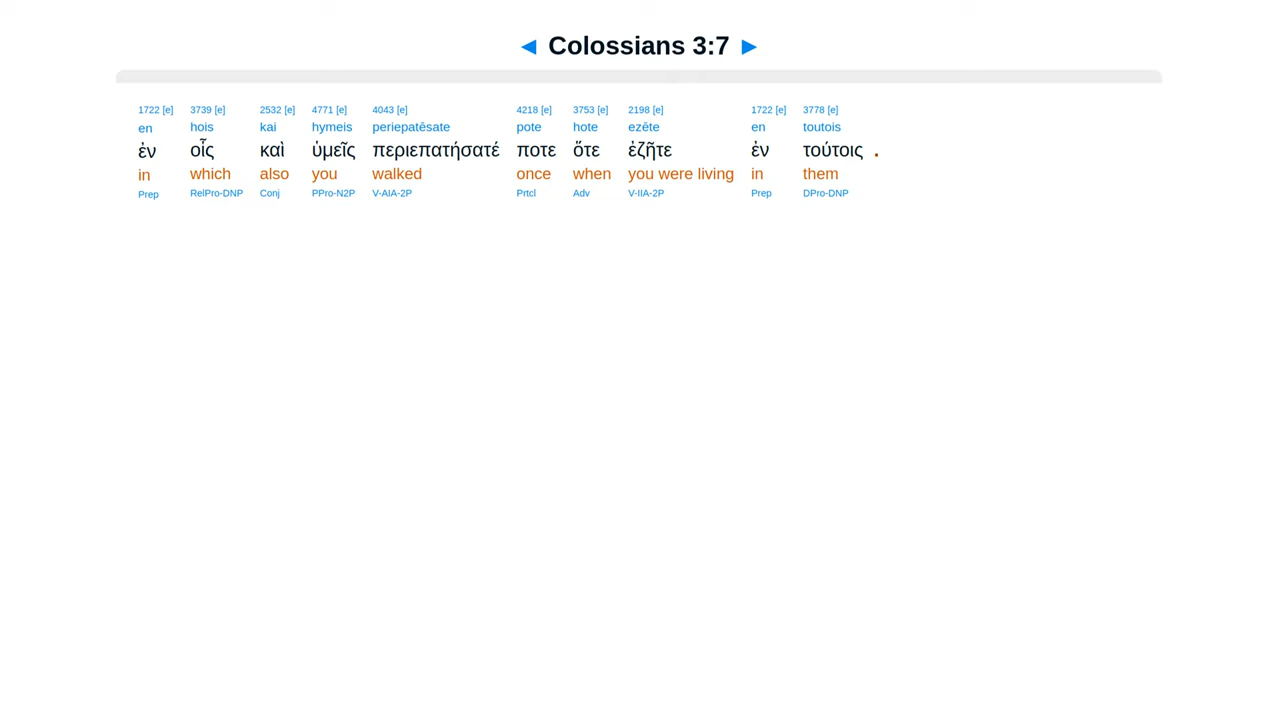 ◄ Colossians 3:7 ►
1722 [e] 3739 [e] 2532 [e] 4771 [e] 4043 [e] 4218 [e] 3753 [e] 2198 [e] 1722 [e] 3778 [e]
en hois kai hymeis periepatēsate pote hote ezēte en toutois
ἐν οἷς καὶ ὑμεῖς περιεπατήσατέ ποτε ὅτε ἐζῆτε ἐν τούτοις .
in which also you walked once when you were living in them
Prep RelPro-DNP Conj PPro-N2P V-AIA-2P Prtcl Adv V-IIA-2P Prep DPro-DNP